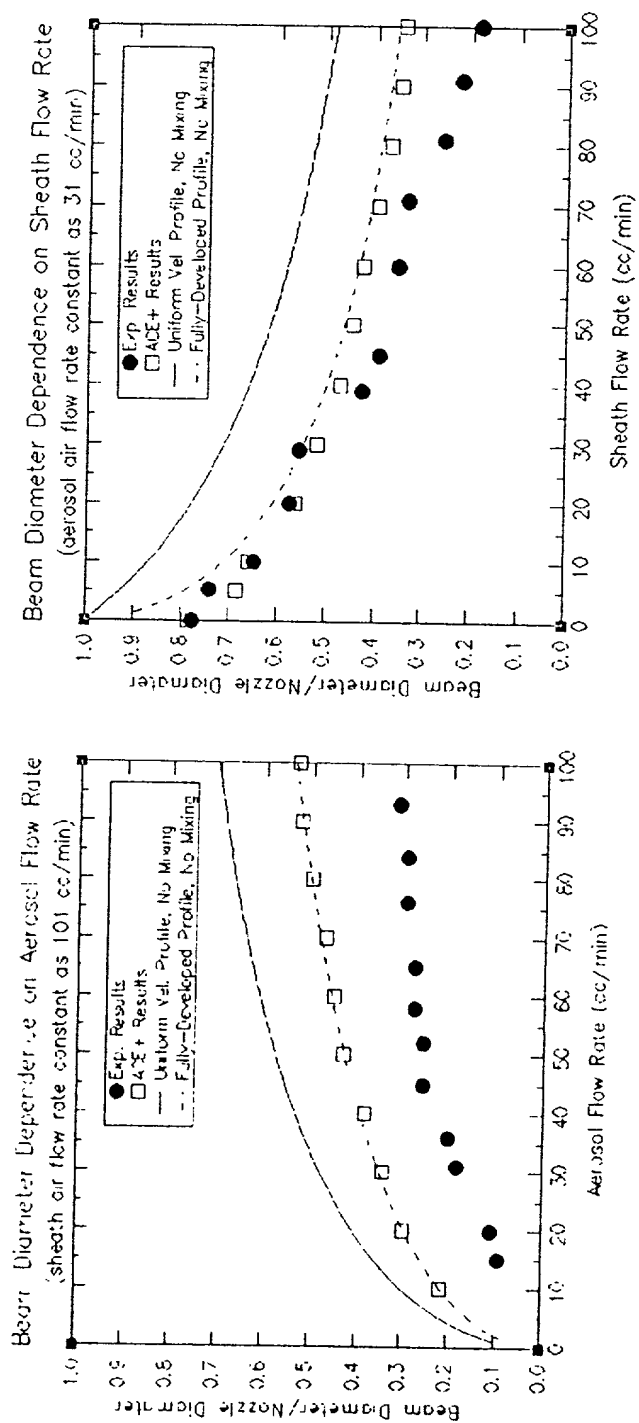 Beam Diameter Dependence on Aerosol Flow Rate
(sheath air flow rate constant as 101 cc/min)
Exp. Results
ACE+ Results
Uniform Vel. Profile, No Mixing
Fully-Developed Profile, No Mixing
Beam Diameter/Nozzle Diameter
1.0
0.9
0.8
0.7
0.6
0.5
0.4
0.3
0.2
0.1
0.0
0 10 20 30 40 50 60 70 80 90 100
Aerosol Flow Rate (cc/min)
Beam Diameter Dependence on Sheath Flow Rate
(aerosol air flow rate constant as 31 cc/min)
Exp. Results
ACE+ Results
Uniform Vel. Profile, No Mixing
Fully-Developed Profile, No Mixing
Beam Diameter/Nozzle Diameter
1.0
0.9
0.8
0.7
0.6
0.5
0.4
0.3
0.2
0.1
0.0
0 10 20 30 40 50 60 70 80 90 100
Sheath Flow Rate (cc/min)